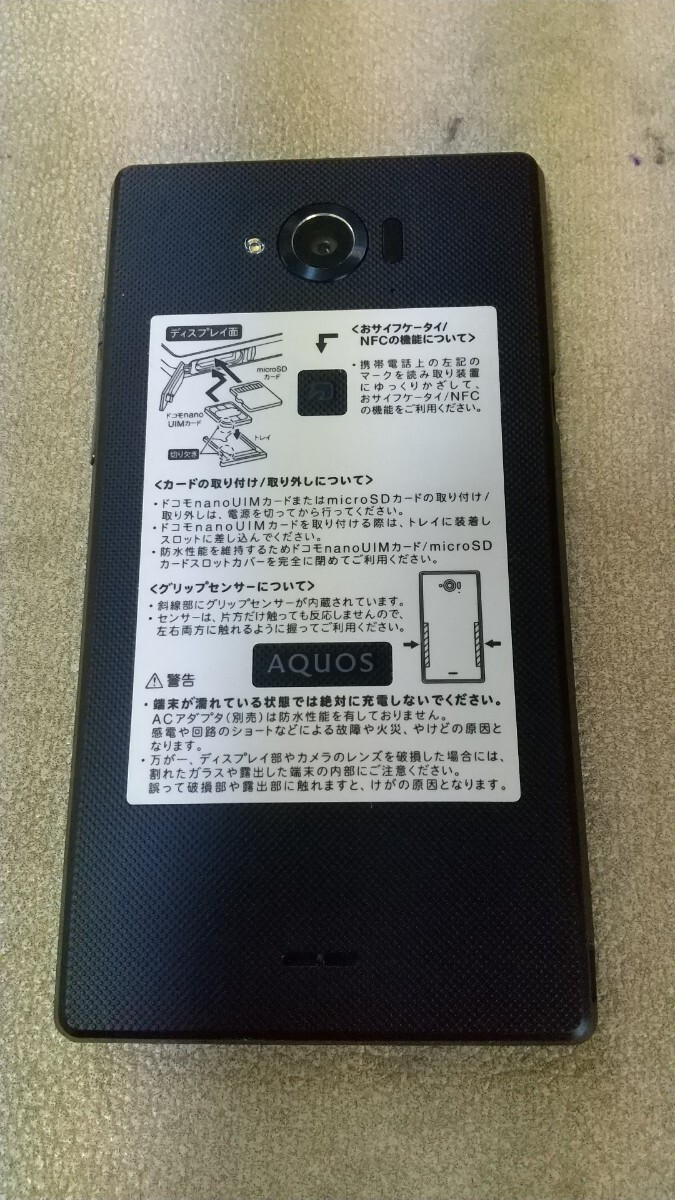 ディスプレイ面
microSD
カード
ドコモnano
UIMカード
トレイ
切り欠き
<おサイフケータイ/
NFCの機能について>
・携帯電話上の左記の
マークを読み取り装置
にゆっくりかざして、
おサイフケータイ/NFC
の機能をご利用ください。
<カードの取り付け/取り外しについて>
・ドコモnanoUIMカードまたはmicroSDカードの取り付け/
取り外しは、電源を切ってから行ってください。
・ドコモnanoUIMカードを取り付ける際は、トレイに装着し
スロットに差し込んでください。
・防水性能を維持するためドコモnanoUIMカード/microSD
カードスロットカバーを完全に閉めてご利用ください。
<グリップセンサーについて>
・斜線部にグリップセンサーが内蔵されています。
・センサーは、片方だけ触っても反応しませんので、
左右両方に触れるように握ってご利用ください。
AQUOS
警告
・端末が濡れている状態では絶対に充電しないでください。
ACアダプタ(別売)は防水性能を有しておりません。
感電や回路のショートなどによる故障や火災、やけどの原因と
なります。
・万が一、ディスプレイ部やカメラのレンズを破損した場合には、
割れたガラスや露出した端末の内部にご注意ください。
誤って破損部や露出部に触れますと、けがの原因となります。